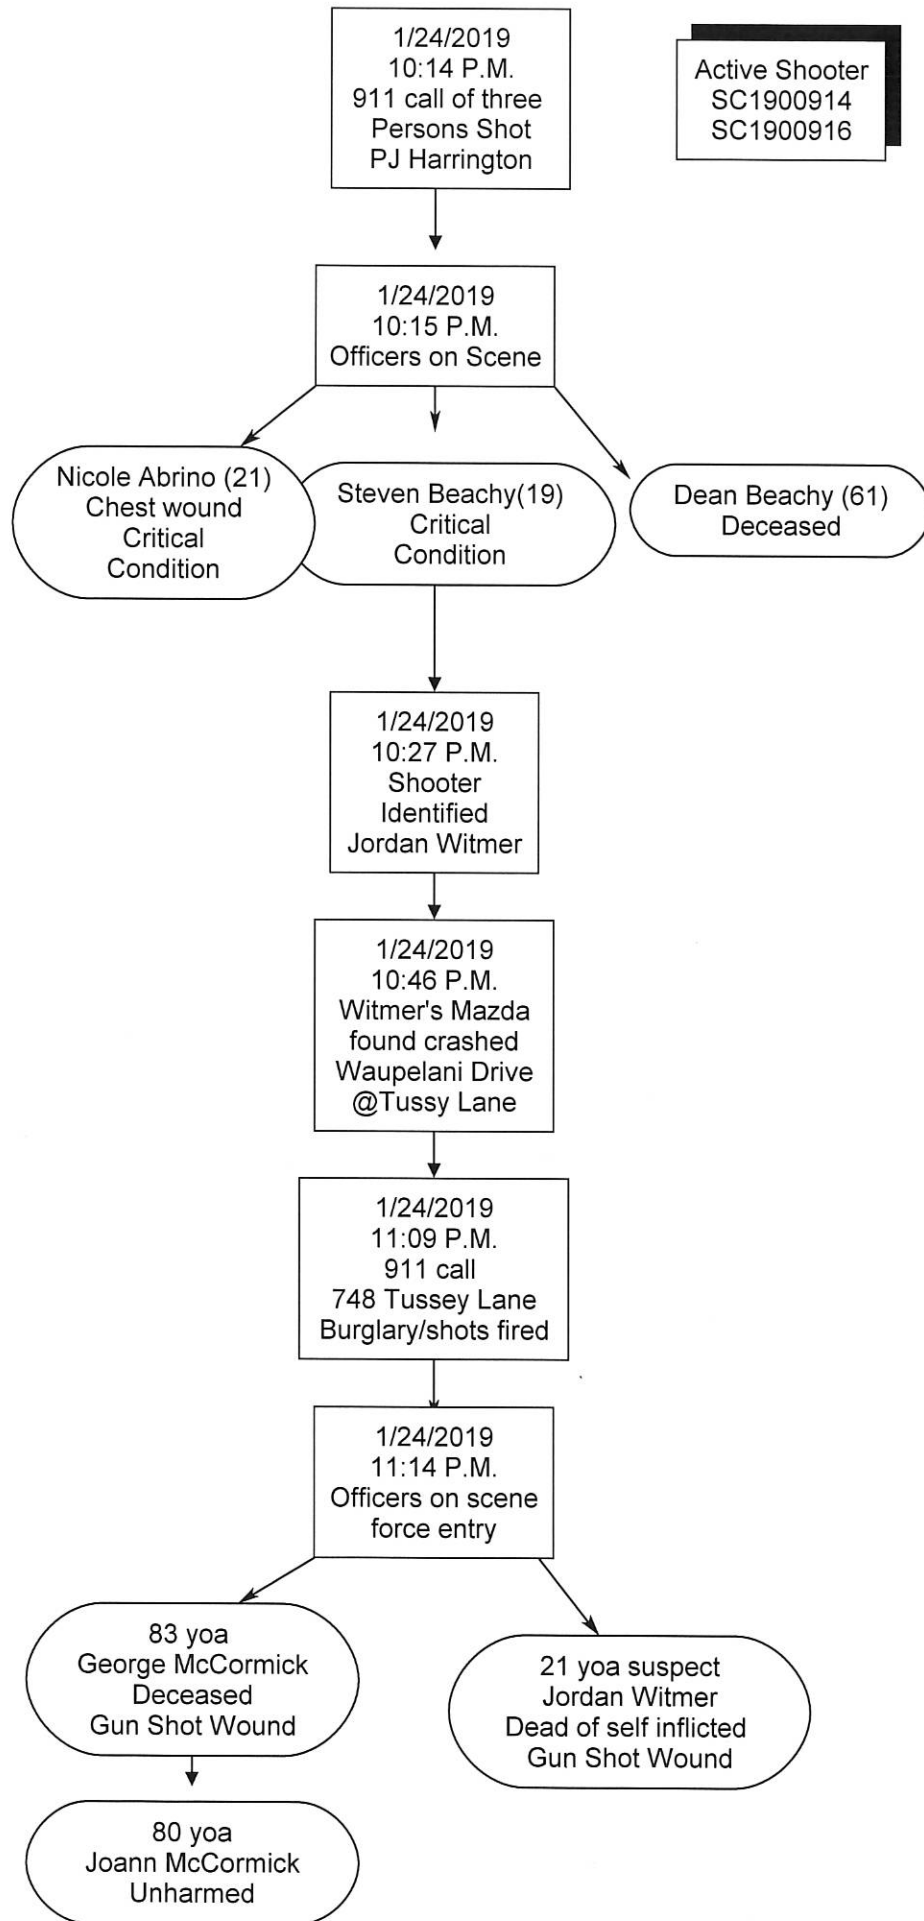 1/24/2019
10:14 P.M.
911 call of three
Persons Shot
PJ Harrington
Active Shooter
SC1900914
SC1900916
1/24/2019
10:15 P.M.
Officers on Scene
Nicole Abrino (21)
Chest wound
Critical
Condition
Steven Beachy(19)
Critical
Condition
Dean Beachy (61)
Deceased
1/24/2019
10:27 P.M.
Shooter
Identified
Jordan Witmer
1/24/2019
10:46 P.M.
Witmer's Mazda
found crashed
Waupelani Drive
@Tussy Lane
1/24/2019
11:09 P.M.
911 call
748 Tussey Lane
Burglary/shots fired
1/24/2019
11:14 P.M.
Officers on scene
force entry
83 yoa
George McCormick
Deceased
Gun Shot Wound
21 yoa suspect
Jordan Witmer
Dead of self inflicted
Gun Shot Wound
80 yoa
Joann McCormick
Unharmed